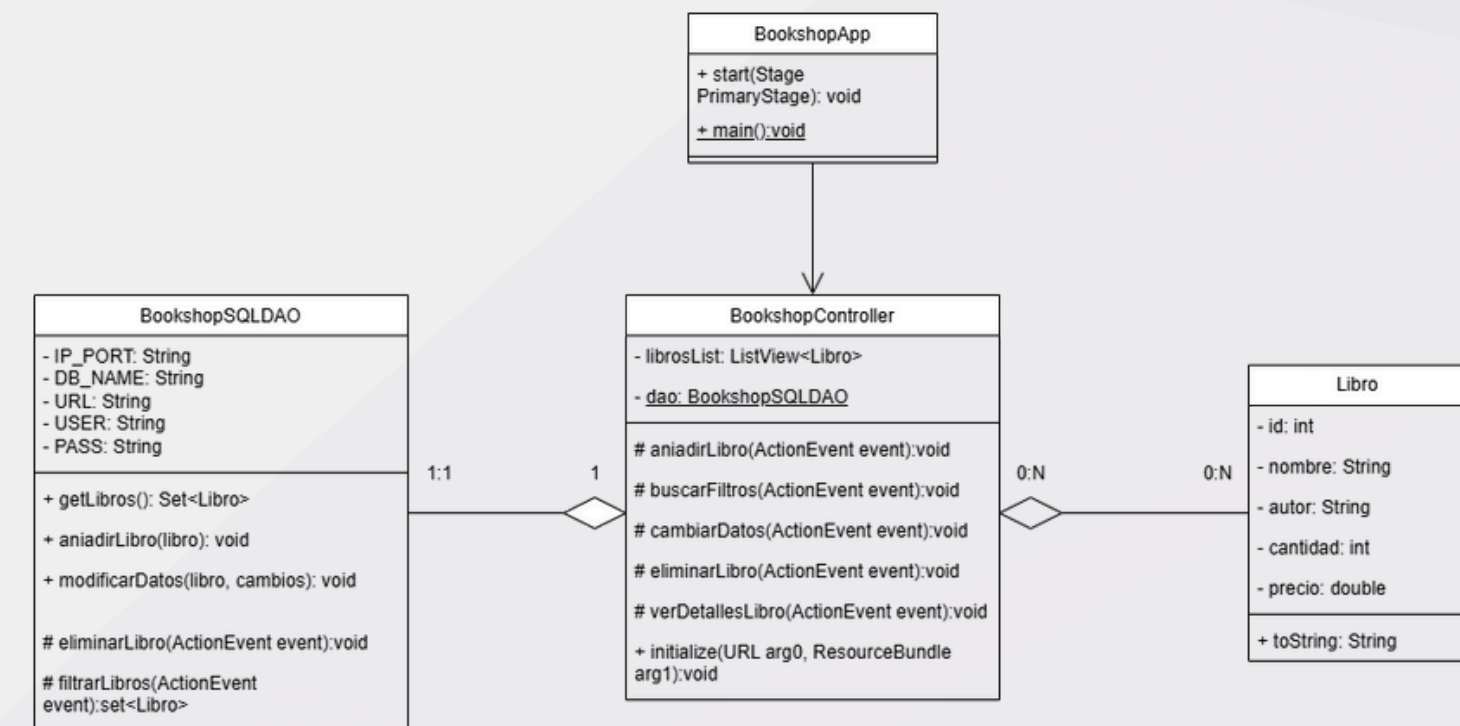 BookshopApp
+ start(Stage
PrimaryStage): void
+ main():void
BookshopSQLDAO
- IP_PORT: String
- DB_NAME: String
- URL: String
- USER: String
- PASS: String
+ getLibros(): Set<Libro>
+ aniadirLibro(libro): void
+ modificarDatos(libro, cambios): void
# eliminarLibro(ActionEvent event):void
# filtrarLibros(ActionEvent
event):set<Libro>
1:1
1
BookshopController
- librosList: ListView<Libro>
- dao: BookshopSQLDAO
# aniadirLibro(ActionEvent event):void
# buscarFiltros(ActionEvent event):void
# cambiarDatos(ActionEvent event):void
# eliminarLibro(ActionEvent event):void
# verDetallesLibro(ActionEvent event):void
+ initialize(URL arg0, ResourceBundle
arg1):void
0:N
0:N
Libro
- id: int
- nombre: String
- autor: String
- cantidad: int
- precio: double
+ toString: String